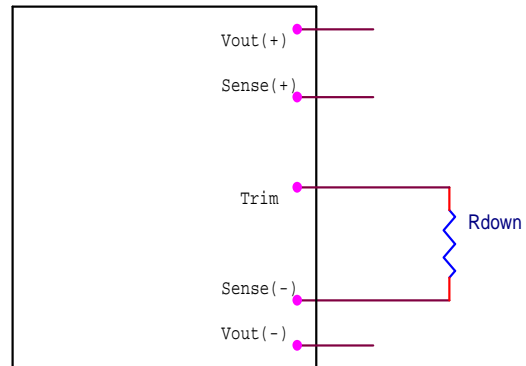 Vout(+)
Sense(+)
Trim
Rdown
Sense(-)
Vout(-)